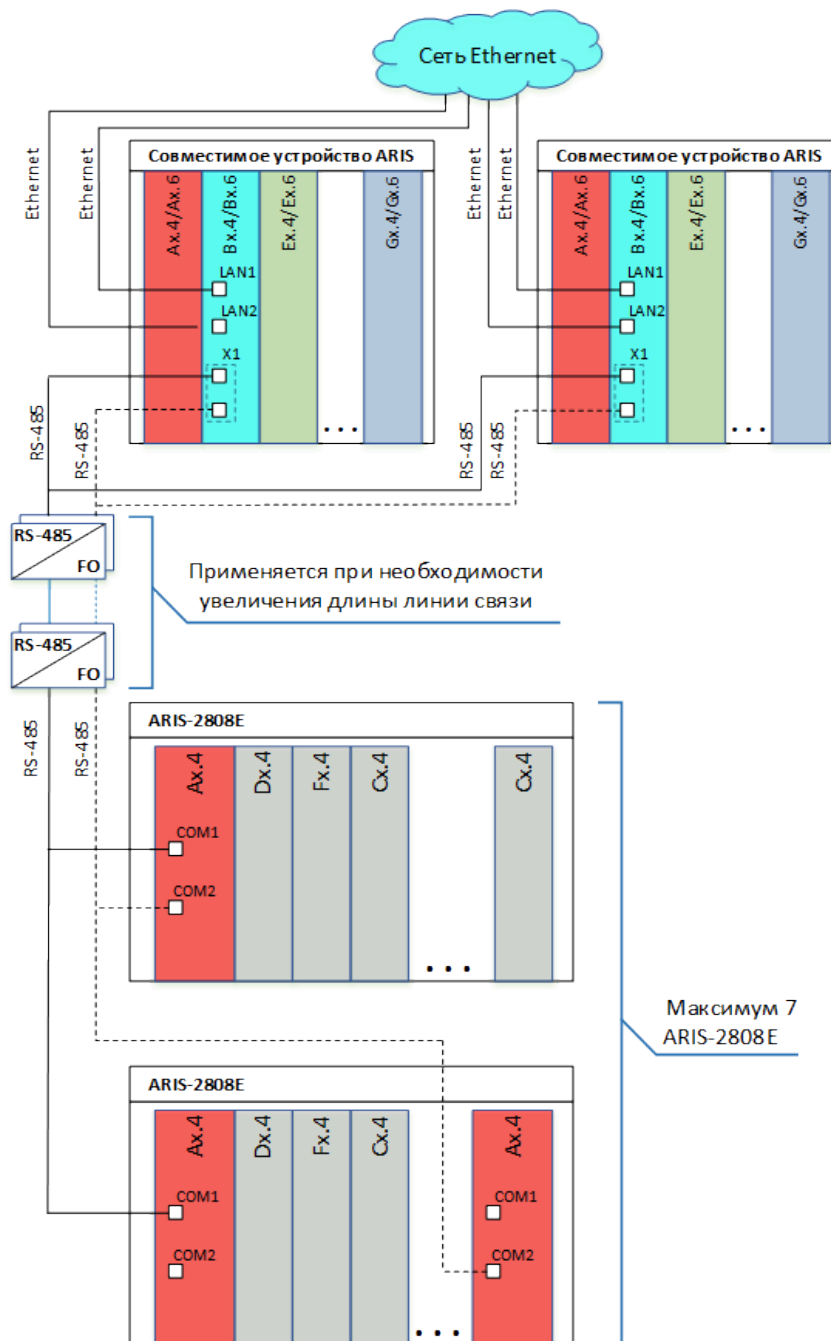 Сеть Ethernet
Ethernet
Ethernet
Ethernet
Ethernet
Совместимое устройство ARIS
Ax.4/Ax.6
Bx.4/Bx.6
Ex.4/Ex.6
Gx.4/Gx.6
LAN1
LAN2
X1
...
Совместимое устройство ARIS
Ax.4/Ax.6
Bx.4/Bx.6
Ex.4/Ex.6
Gx.4/Gx.6
LAN1
LAN2
X1
...
RS-485
RS-485
RS-485
RS-485
RS-485
FO
RS-485
FO
Применяется при необходимости
увеличения длины линии связи
RS-485
RS-485
ARIS-2808E
Ax.4
Dx.4
Fx.4
Cx.4
Cx.4
COM1
COM2
...
Максимум 7
ARIS-2808E
ARIS-2808E
Ax.4
Dx.4
Fx.4
Cx.4
Ax.4
COM1
COM1
COM2
COM2
...